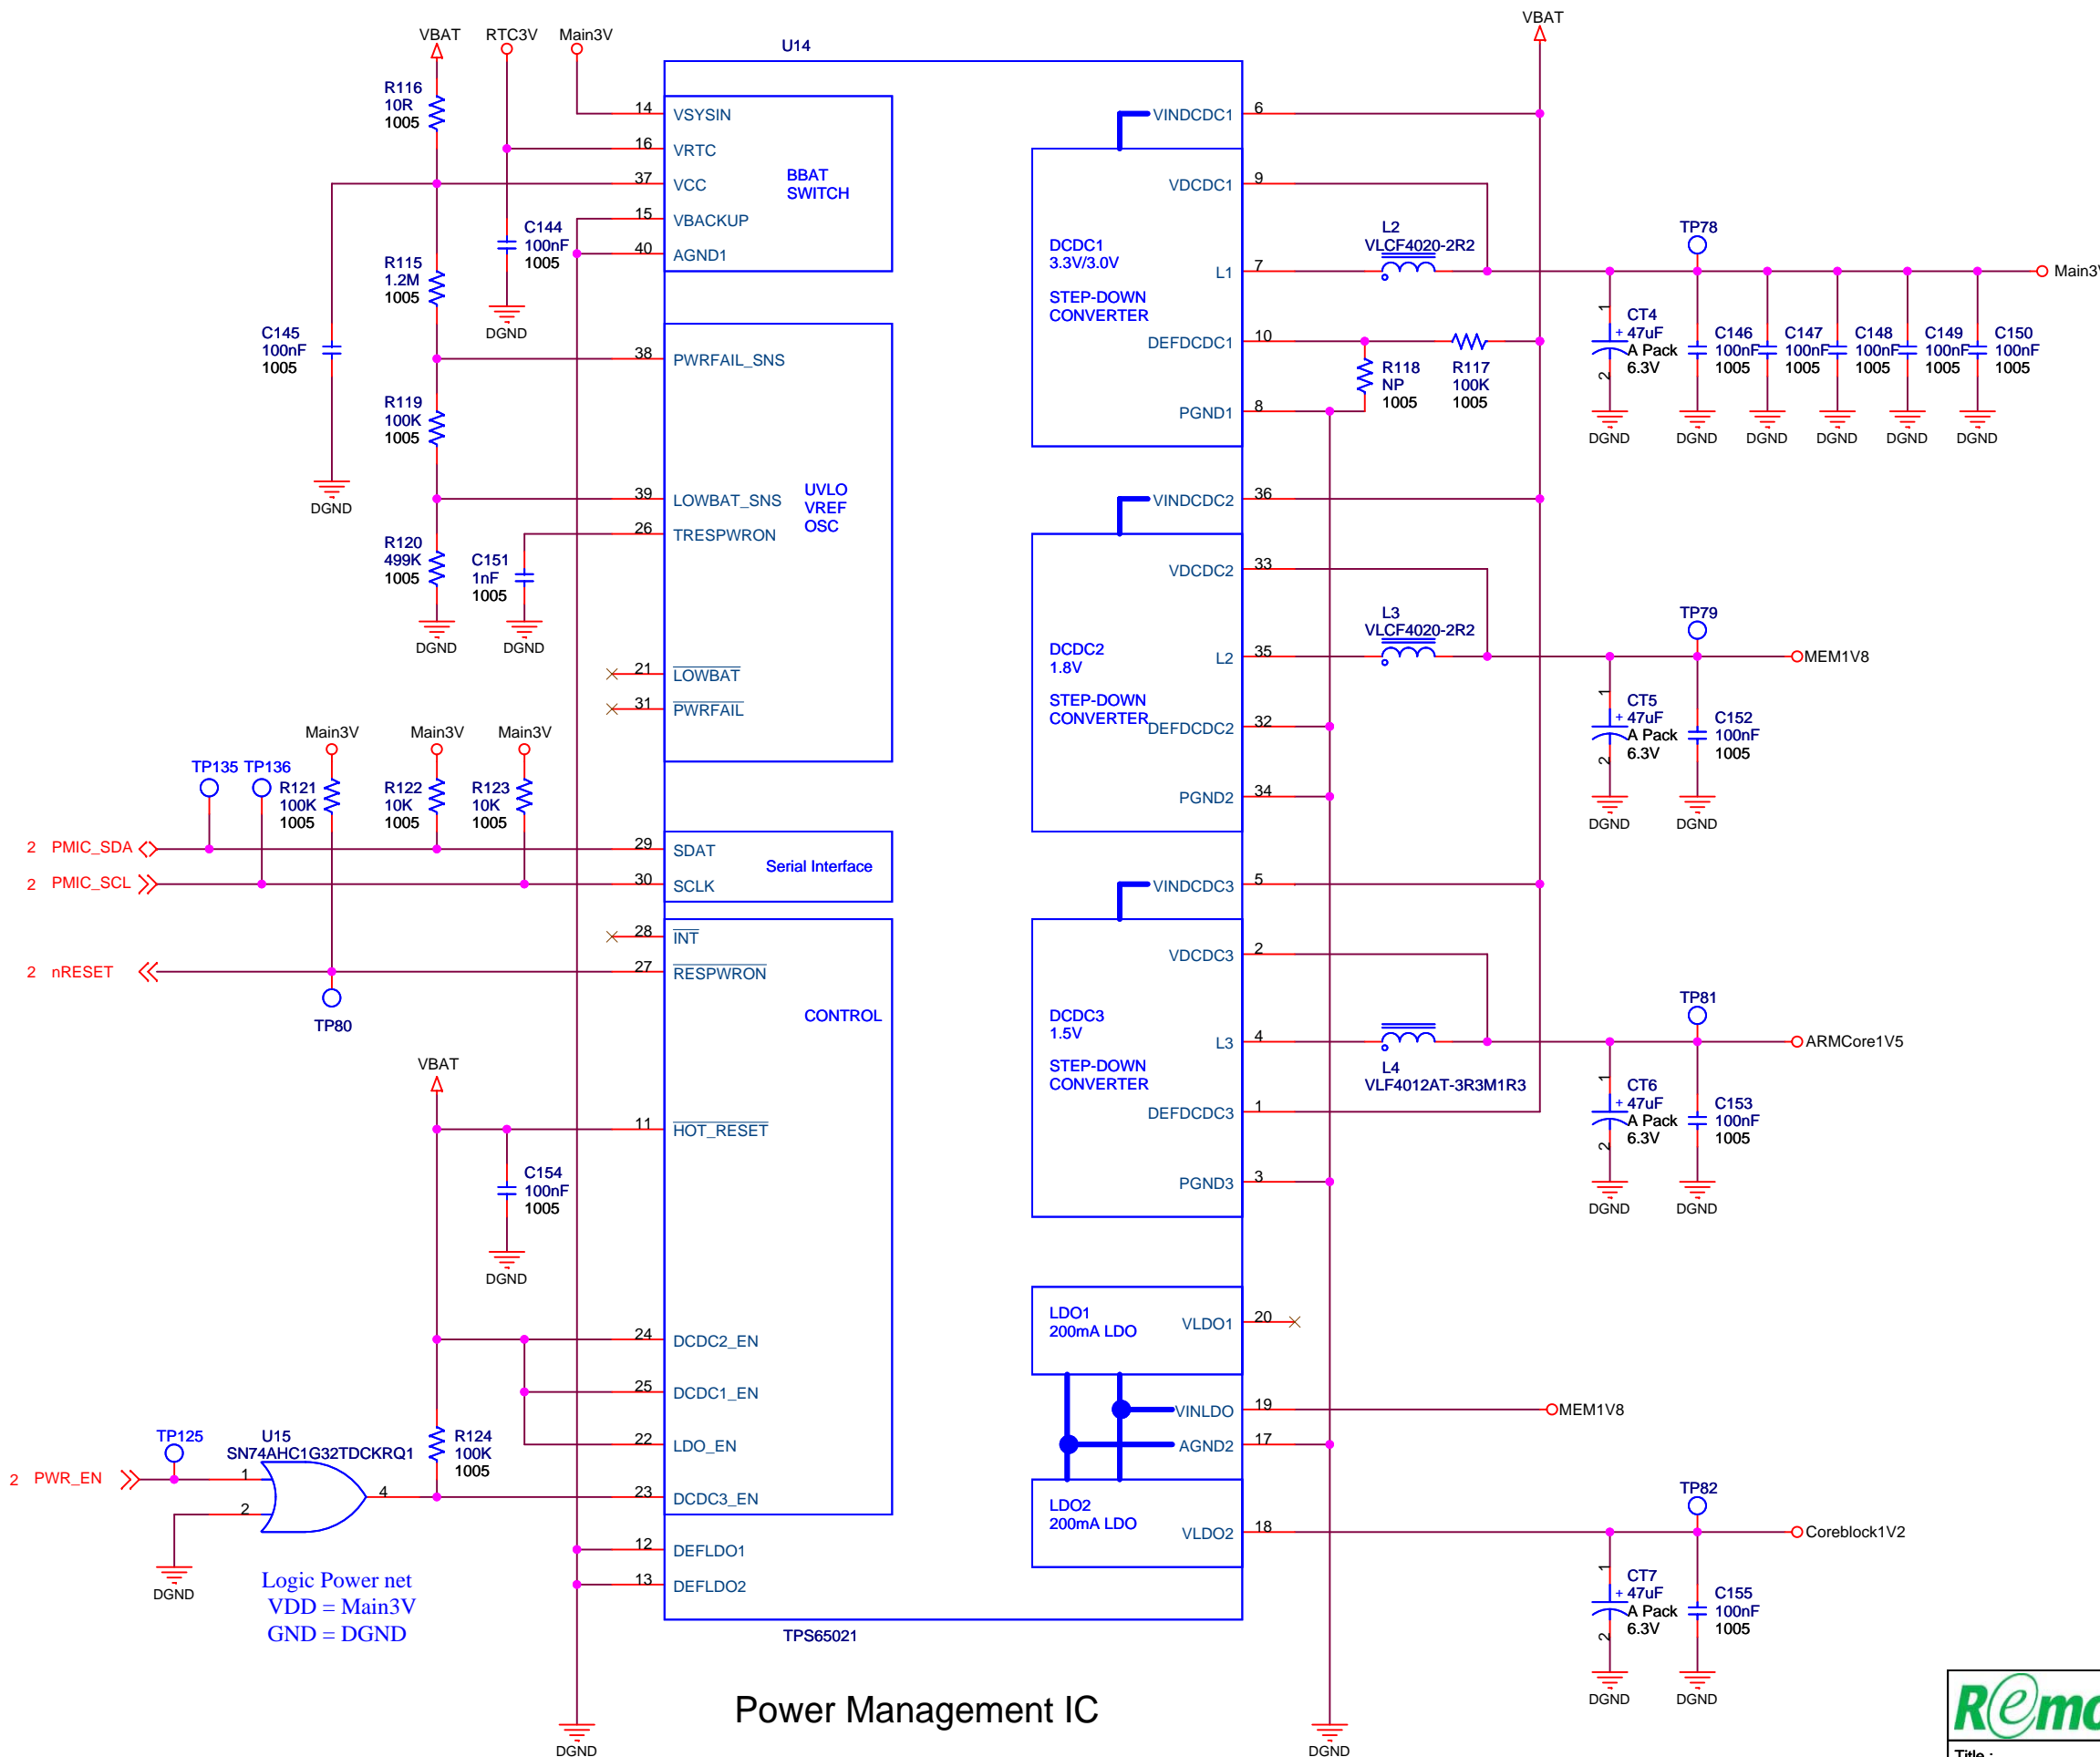 VBAT
RTC3V
Main3V
U14
VBAT
R116
10R
1005
14
VSYSIN
16
VRTC
37
VCC
15
VBACKUP
40
AGND1
BBAT
SWITCH
C144
100nF
1005
DGND
R115
1.2M
1005
C145
100nF
1005
DGND
38
PWRFAIL_SNS
R119
100K
1005
39
LOWBAT_SNS
26
TRESPWRON
UVLO
VREF
OSC
R120
499K
1005
DGND
C151
1nF
1005
DGND
21
LOWBAT
31
PWRFAIL
Main3V
Main3V
Main3V
TP135
TP136
R121
100K
1005
R122
10K
1005
R123
10K
1005
2 PMIC_SDA
29
SDAT
2 PMIC_SCL
30
SCLK
Serial Interface
28
INT
2 nRESET
27
RESPWRON
TP80
CONTROL
VBAT
11
HOT_RESET
C154
100nF
1005
DGND
24
DCDC2_EN
25
DCDC1_EN
22
LDO_EN
23
DCDC3_EN
R124
100K
1005
TP125
U15
SN74AHC1G32TDCKRQ1
2 PWR_EN
1
2
4
DGND
Logic Power net
VDD = Main3V
GND = DGND
12
DEFLDO1
13
DEFLDO2
DGND
TPS65021
VINDCDC1
6
VDCDC1
9
DCDC1
3.3V/3.0V
STEP-DOWN
CONVERTER
L1
7
L2
VLCF4020-2R2
DEFDCDC1
10
R118
NP
1005
R117
100K
1005
PGND1
8
TP78
Main3
CT4
47uF
A Pack
6.3V
1
+
2
DGND
C146
100nF
1005
DGND
C147
100nF
1005
DGND
C148
100nF
1005
DGND
C149
100nF
1005
DGND
C150
100nF
1005
DGND
VINDCDC2
36
VDCDC2
33
DCDC2
1.8V
STEP-DOWN
CONVERTER
L2
35
L3
VLCF4020-2R2
DEFDCDC2
32
PGND2
34
TP79
MEM1V8
CT5
47uF
A Pack
6.3V
1
+
2
DGND
C152
100nF
1005
DGND
VINDCDC3
5
VDCDC3
2
DCDC3
1.5V
STEP-DOWN
CONVERTER
L3
4
L4
VLF4012AT-3R3M1R3
DEFDCDC3
1
PGND3
3
TP81
ARMCore1V5
CT6
47uF
A Pack
6.3V
1
+
2
DGND
C153
100nF
1005
DGND
LDO1
200mA LDO
VLDO1
20
VINLDO
19
MEM1V8
AGND2
17
LDO2
200mA LDO
VLDO2
18
TP82
Coreblock1V2
CT7
47uF
A Pack
6.3V
1
+
2
DGND
C155
100nF
1005
DGND
DGND
Power Management IC
Title :